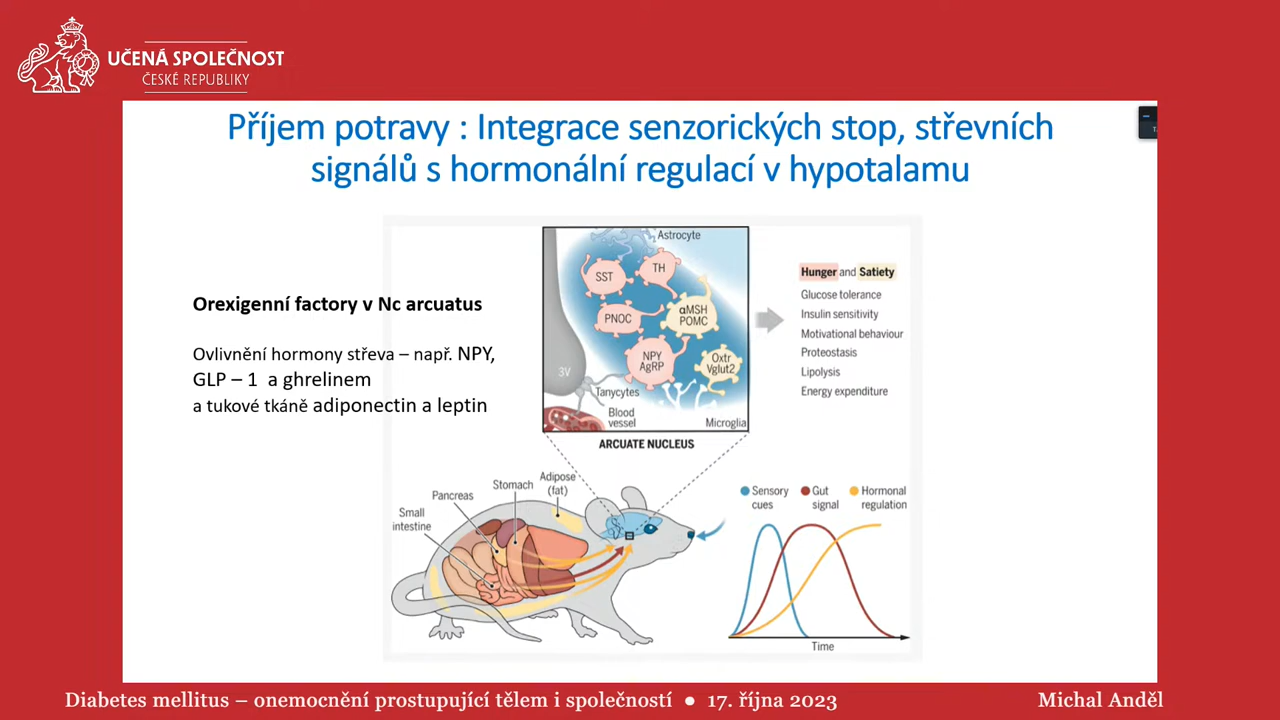 UČENÁ SPOLEČNOST
ČESKÉ REPUBLIKY
Příjem potravy : Integrace senzorických stop, střevních
signálů s hormonální regulací v hypotalamu
Orexigenní factory v Nc arcuatus
Ovlivnění hormony střeva – např. NPY,
GLP – 1 a ghrelinem
a tukové tkáně adiponectin a leptin
Astrocyte
SST
TH
PNOC
αMSH
POMC
NPY
AgRP
Oxtr
Vglut2
3V
Tanycytes
Blood
vessel
Microglia
ARCUATE NUCLEUS
Hunger and Satiety
Glucose tolerance
Insulin sensitivity
Motivational behaviour
Proteostasis
Lipolysis
Energy expenditure
Small
intestine
Pancreas
Stomach
Adipose
(fat)
Sensory
cues
Gut
signal
Hormonal
regulation
Time
Diabetes mellitus – onemocnění prostupující tělem i společností ● 17. října 2023
Michal Anděl